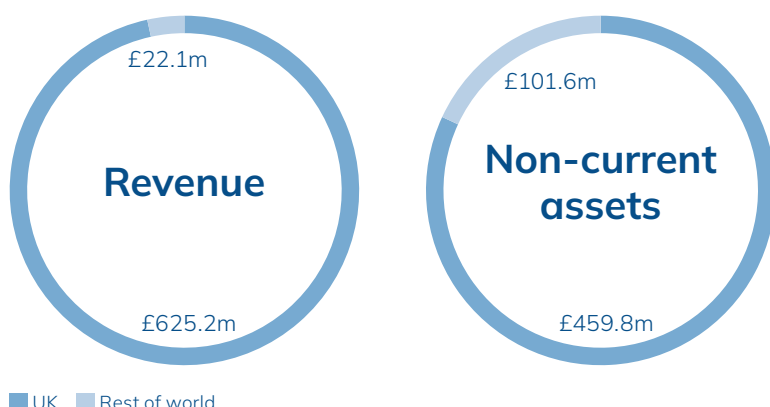 £22.1m
Revenue
£625.2m
£101.6m
Non-current
assets
£459.8m
UK
Rest of world